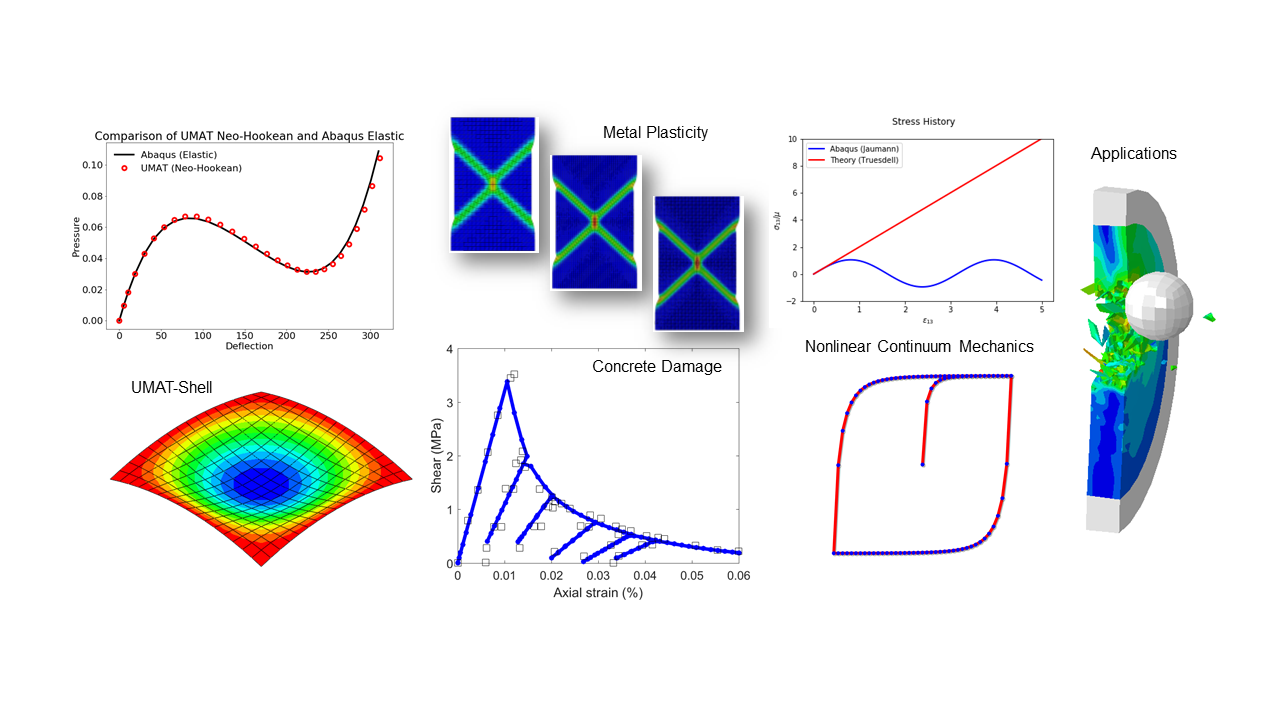 Comparison of UMAT Neo-Hookean and Abaqus Elastic
Abaqus (Elastic)
UMAT (Neo-Hookean)
0.10
0.08
0.06
0.04
0.02
0.00
Pressure
0 50 100 150 200 250 300
Deflection
UMAT-Shell
Metal Plasticity
Concrete Damage
4
3
2
1
0
Shear (MPa)
0 0.01 0.02 0.03 0.04 0.05 0.06
Axial strain (%)
Stress History
Abaqus (Jaumann)
Theory (Truesdell)
10
8
6
4
2
0
−2
σ₁₃/μ
0 1 2 3 4 5
ε₁₃
Nonlinear Continuum Mechanics
Applications